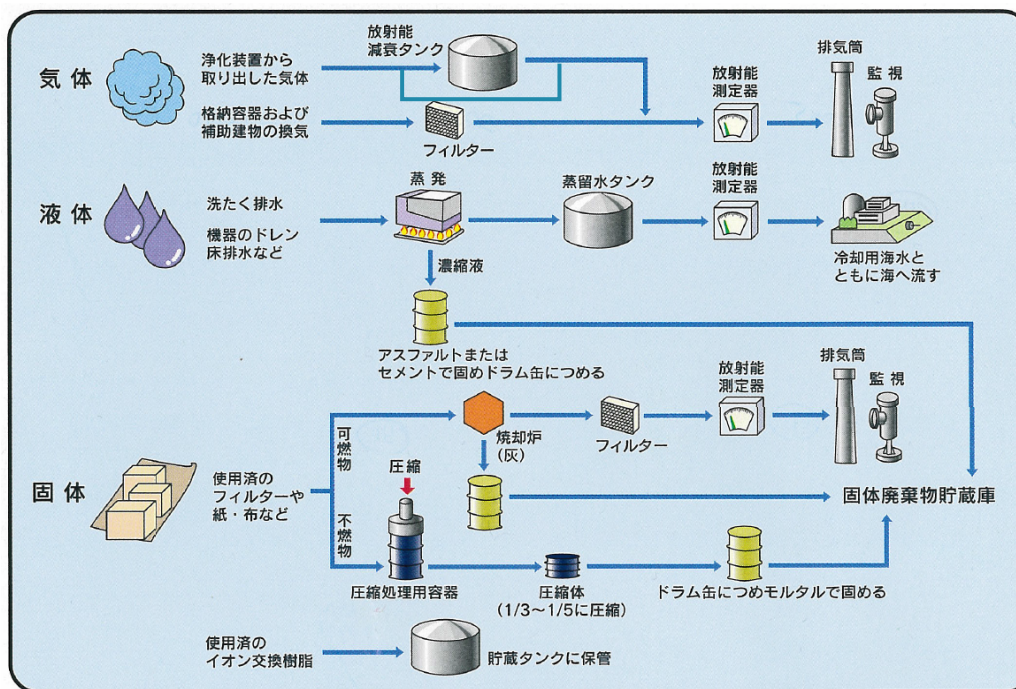 気体
浄化装置から
取り出した気体
放射能
減衰タンク
格納容器および
補助建物の換気
フィルター
放射能
測定器
排気筒
監視
液体
洗たく排水
機器のドレン
床排水など
蒸発
蒸留水タンク
放射能
測定器
冷却用海水と
ともに海へ流す
濃縮液
アスファルトまたは
セメントで固めドラム缶につめる
固体
使用済の
フィルターや
紙・布など
可燃物
焼却炉
(灰)
フィルター
放射能
測定器
排気筒
監視
不燃物
圧縮
圧縮処理用容器
圧縮体
(1/3〜1/5に圧縮)
ドラム缶につめモルタルで固める
固体廃棄物貯蔵庫
使用済の
イオン交換樹脂
貯蔵タンクに保管